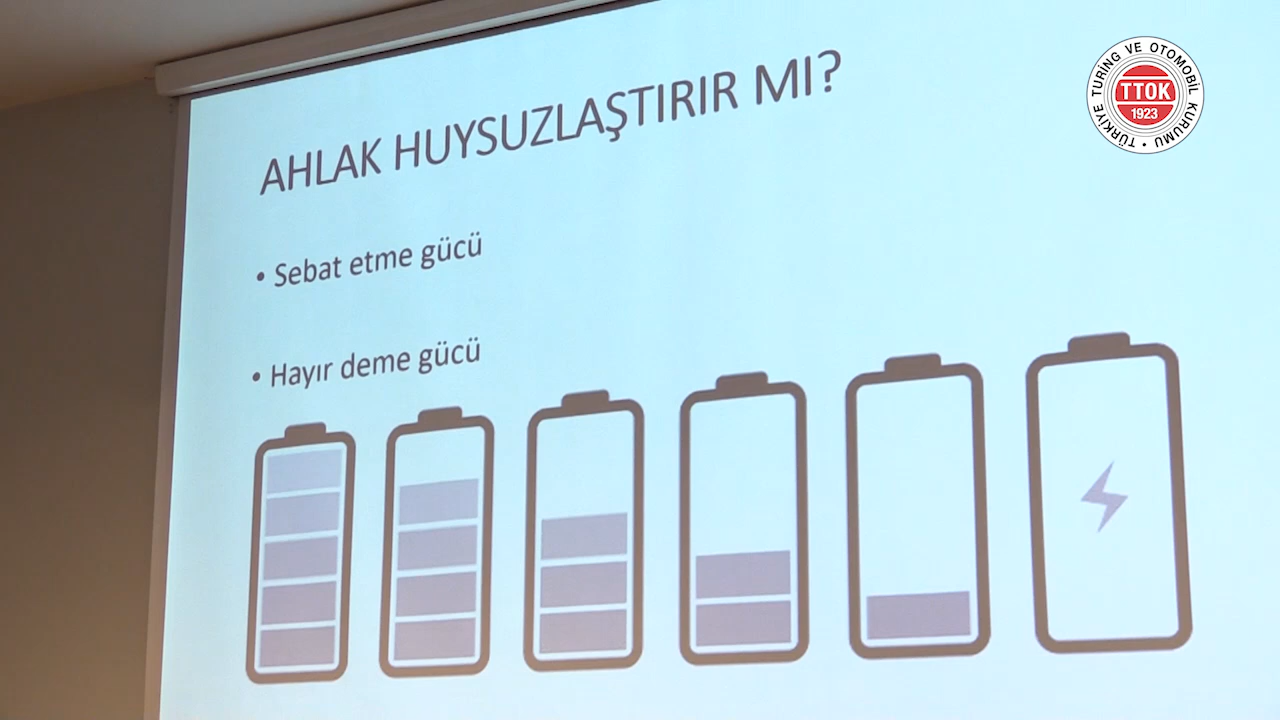 AHLAK HUYSUZLAŞTIRIR MI?
• Sebat etme gücü
• Hayır deme gücü
TÜRKİYE TURİNG VE OTOMOBİL KURUMU •
TTOK
1923